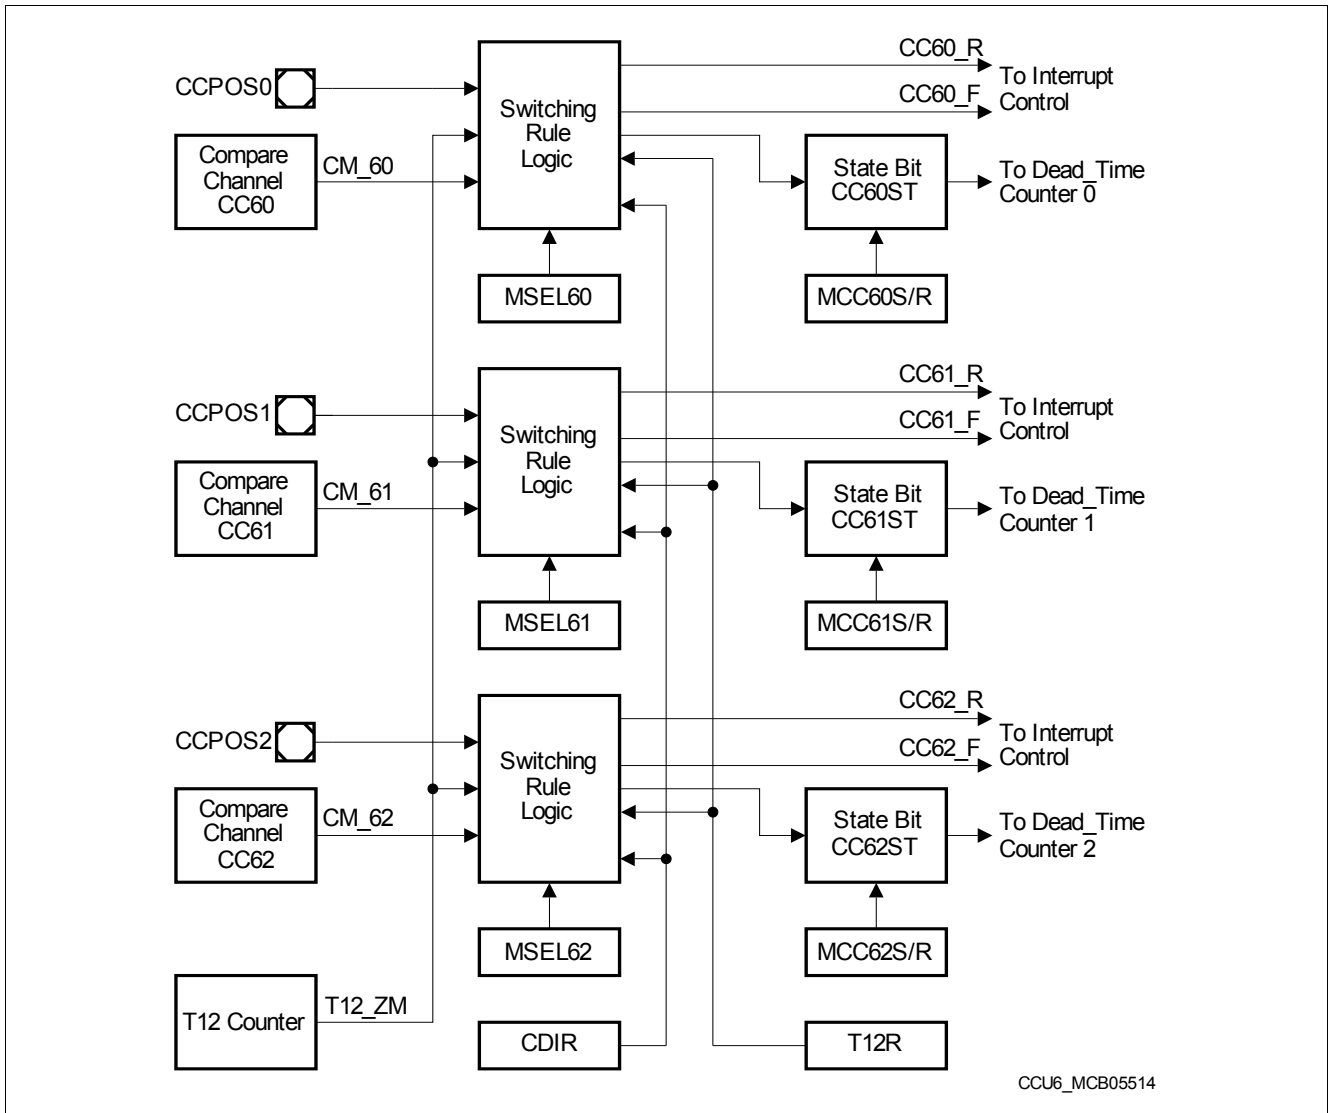 CCPOS0
Compare
Channel
CC60
CM_60
Switching
Rule
Logic
MSEL60
CC60_R
CC60_F
To Interrupt
Control
State Bit
CC60ST
To Dead_Time
Counter 0
MCC60S/R
CCPOS1
Compare
Channel
CC61
CM_61
Switching
Rule
Logic
MSEL61
CC61_R
CC61_F
To Interrupt
Control
State Bit
CC61ST
To Dead_Time
Counter 1
MCC61S/R
CCPOS2
Compare
Channel
CC62
CM_62
Switching
Rule
Logic
MSEL62
CC62_R
CC62_F
To Interrupt
Control
State Bit
CC62ST
To Dead_Time
Counter 2
MCC62S/R
T12 Counter
T12_ZM
CDIR
T12R
CCU6_MCB05514